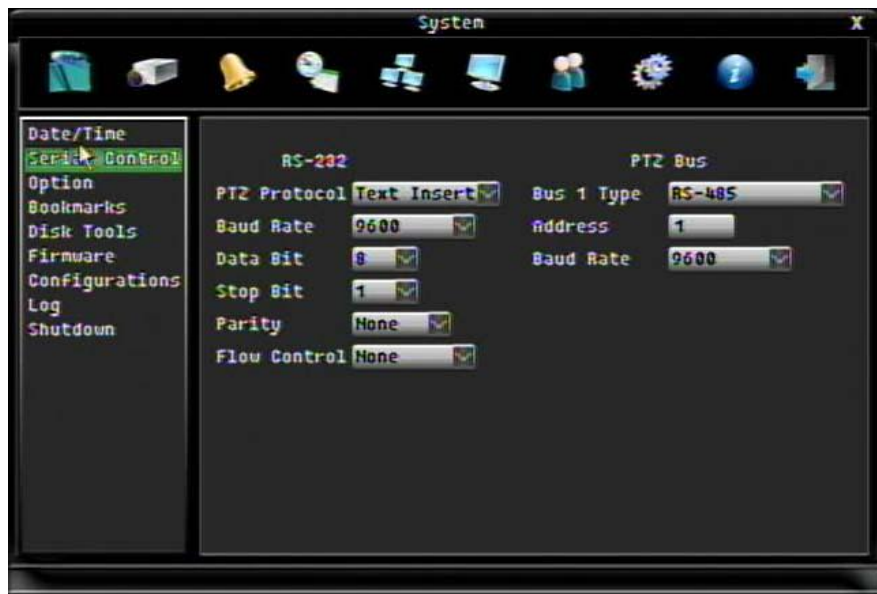 System X
Date/Time
Serial Control
Option
Bookmarks
Disk Tools
Firmware
Configurations
Log
Shutdown
RS-232
PTZ Protocol Text Insert
Baud Rate 9600
Data Bit 8
Stop Bit 1
Parity None
Flow Control None
PTZ Bus
Bus 1 Type RS-485
Address 1
Baud Rate 9600